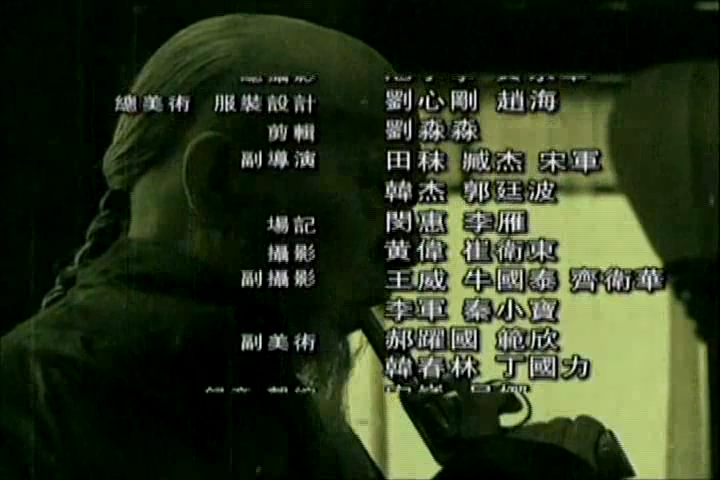 總美術 服裝設計 劉心剛 趙海
剪輯 劉淼淼
副導演 田秣 臧杰 宋軍
韓杰 郭廷波
場記 閔惠 李雁
攝影 黃偉 崔衛東
副攝影 王威 牛國泰 齊衛華
李軍 秦小寶
副美術 郝躍國 範欣
韓春林 丁國力